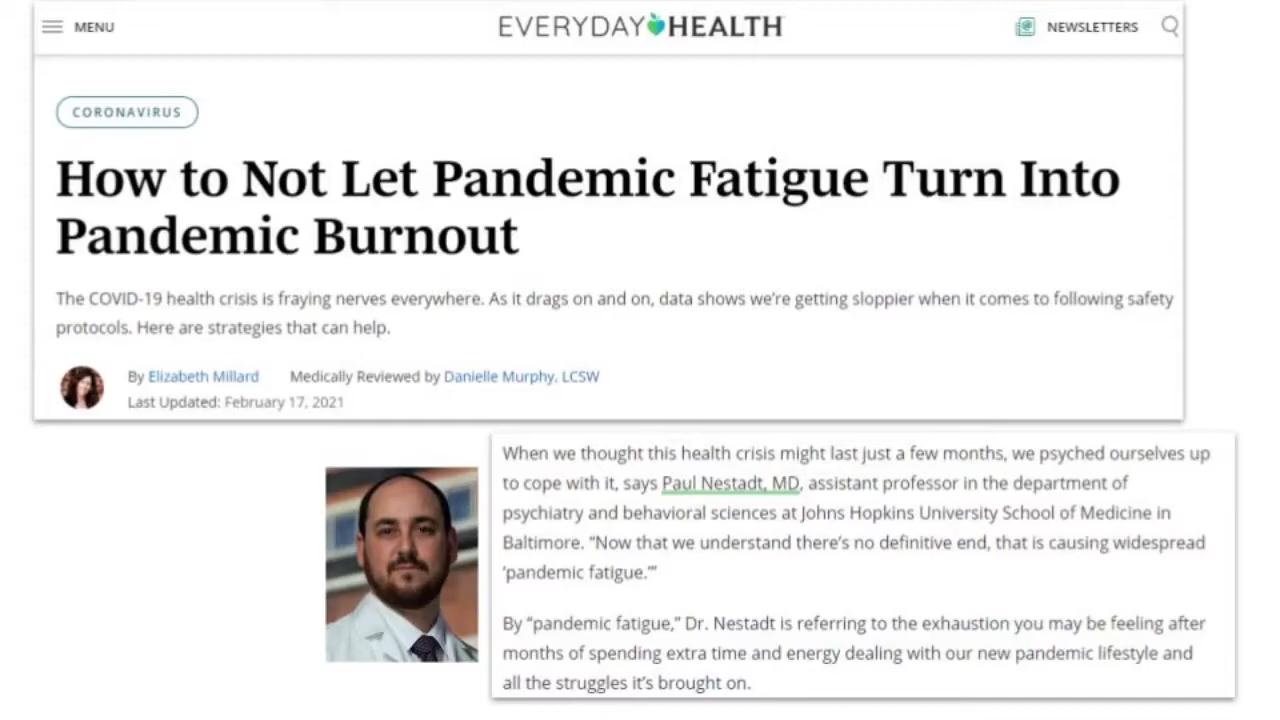 MENU
EVERYDAY HEALTH
NEWSLETTERS
CORONAVIRUS
How to Not Let Pandemic Fatigue Turn Into
Pandemic Burnout
The COVID-19 health crisis is fraying nerves everywhere. As it drags on and on, data shows we're getting sloppier when it comes to following safety
protocols. Here are strategies that can help.
By Elizabeth Millard Medically Reviewed by Danielle Murphy, LCSW
Last Updated: February 17, 2021
When we thought this health crisis might last just a few months, we psyched ourselves up
to cope with it, says Paul Nestadt, MD, assistant professor in the department of
psychiatry and behavioral sciences at Johns Hopkins University School of Medicine in
Baltimore. “Now that we understand there’s no definitive end, that is causing widespread
‘pandemic fatigue.’”
By “pandemic fatigue,” Dr. Nestadt is referring to the exhaustion you may be feeling after
months of spending extra time and energy dealing with our new pandemic lifestyle and
all the struggles it’s brought on.